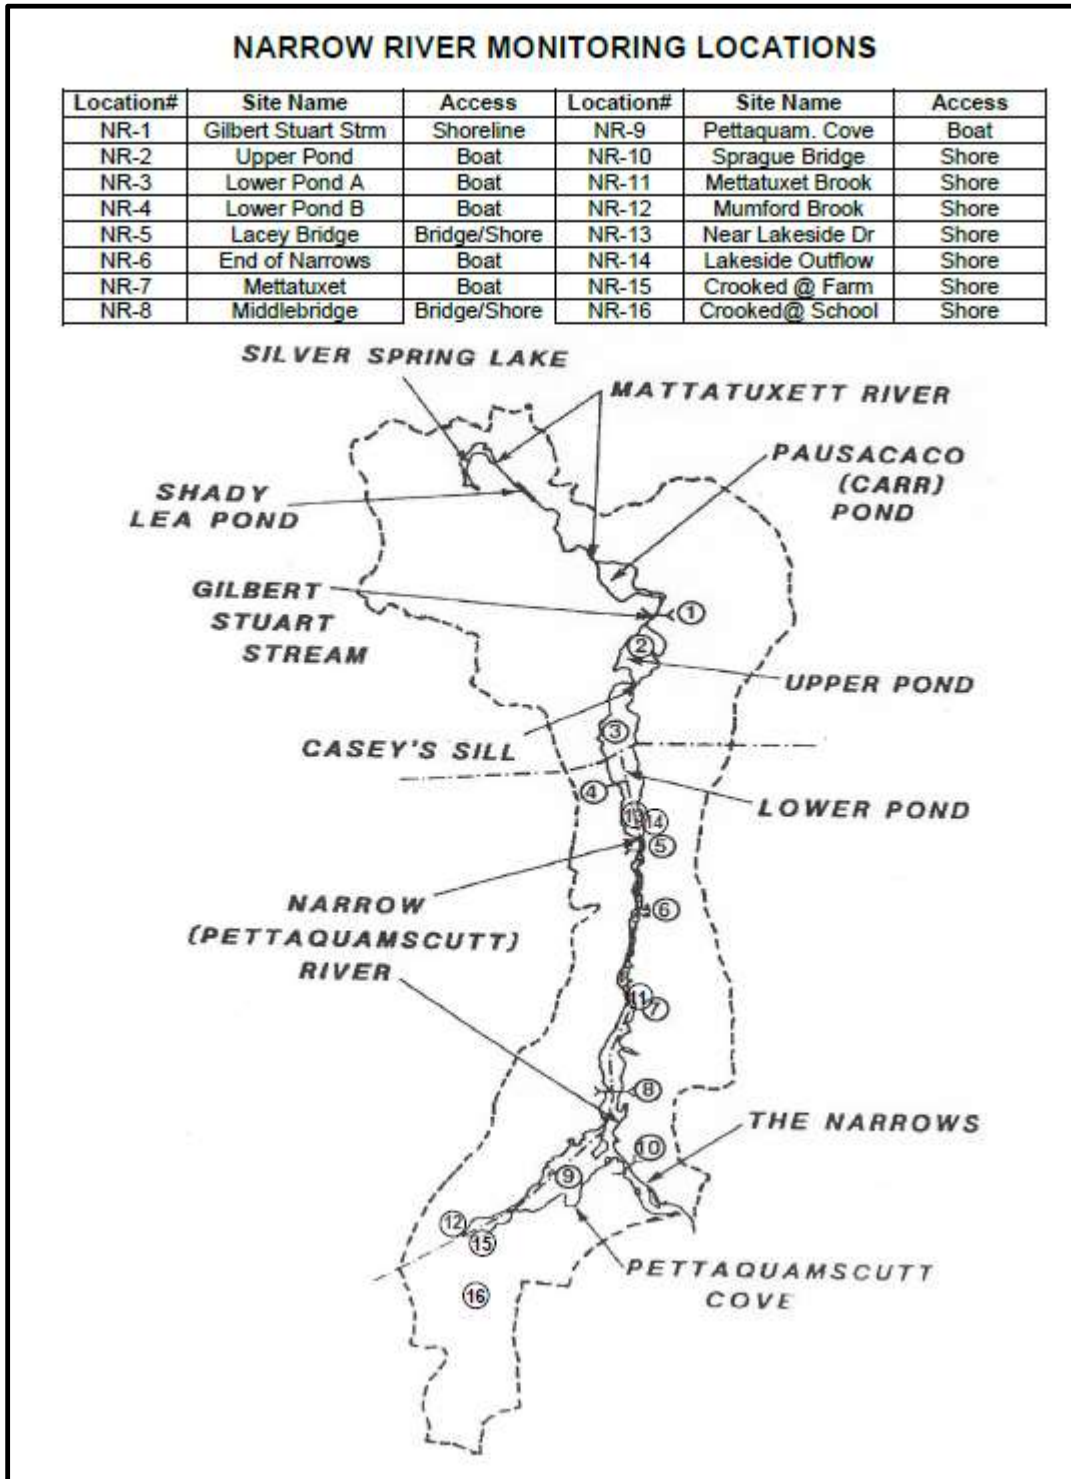 NARROW RIVER MONITORING LOCATIONS
Location# Site Name Access Location# Site Name Access
NR-1 Gilbert Stuart Strm Shoreline NR-9 Pettaquam. Cove Boat
NR-2 Upper Pond Boat NR-10 Sprague Bridge Shore
NR-3 Lower Pond A Boat NR-11 Mettatuxet Brook Shore
NR-4 Lower Pond B Boat NR-12 Mumford Brook Shore
NR-5 Lacey Bridge Bridge/Shore NR-13 Near Lakeside Dr Shore
NR-6 End of Narrows Boat NR-14 Lakeside Outflow Shore
NR-7 Mettatuxet Boat NR-15 Crooked @ Farm Shore
NR-8 Middlebridge Bridge/Shore NR-16 Crooked@ School Shore
SILVER SPRING LAKE
MATTATUXETT RIVER
PAUSACACO
(CARR)
POND
SHADY
LEA POND
GILBERT
STUART
STREAM
1
2
UPPER POND
3
CASEY'S SILL
4
LOWER POND
13
14
5
NARROW
(PETTAQUAMSCUTT)
RIVER
6
11
7
8
THE NARROWS
10
9
12
15
PETTAQUAMSCUTT
COVE
16